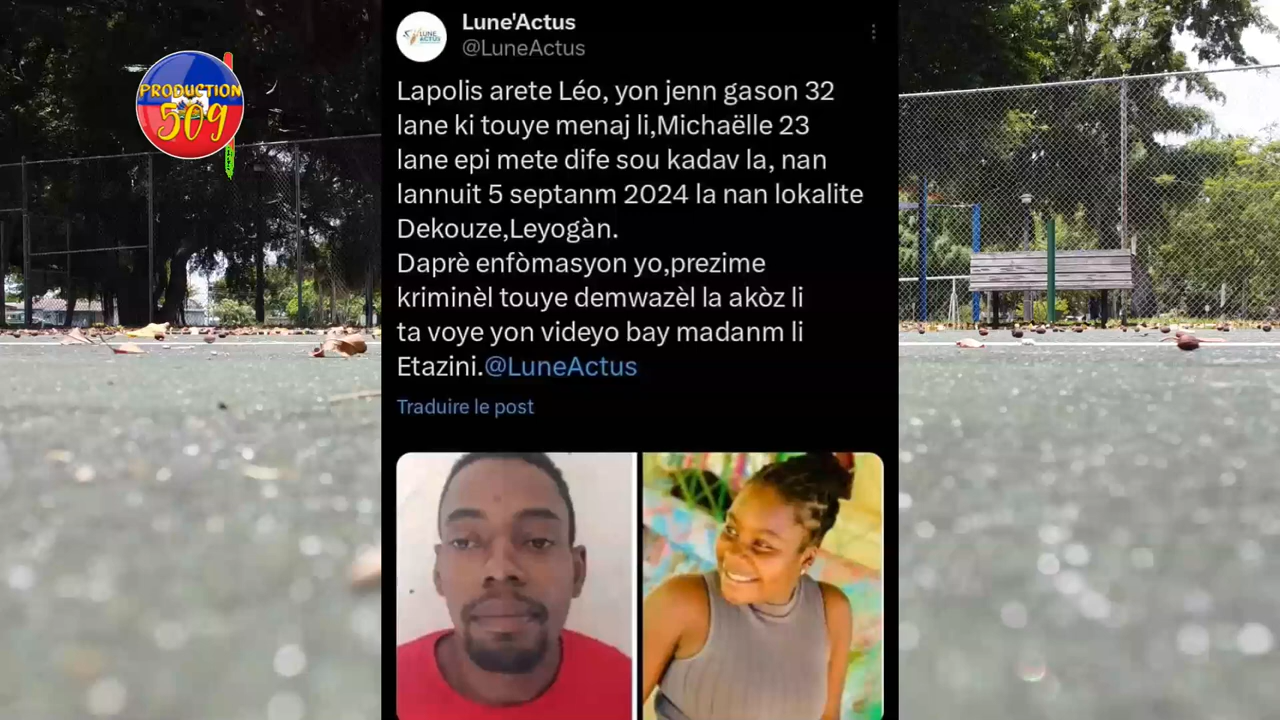 PRODUCTION
509
Lune'Actus
@LuneActus
LUNE
ACTUS
Lapolis arete Léo, yon jenn gason 32
lane ki touye menaj li,Michaëlle 23
lane epi mete dife sou kadav la, nan
lannuit 5 septanm 2024 la nan lokalite
Dekouze,Leyogàn.
Daprè enfòmasyon yo,prezime
kriminèl touye demwazèl la akòz li
ta voye yon videyo bay madanm li
Etazini.@LuneActus
Traduire le post